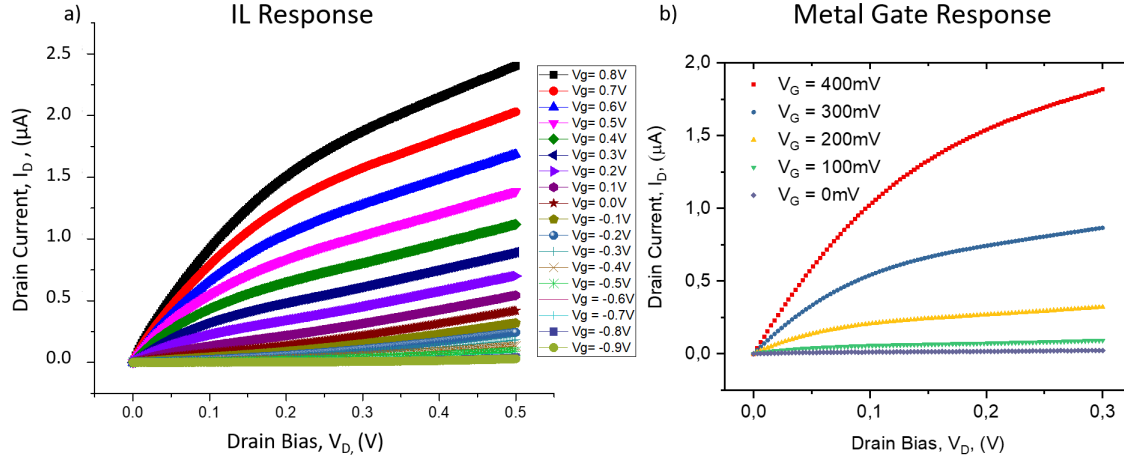 a)
IL Response
2.5
2.0
1.5
1.0
0.5
0.0
Drain Current, I_D, (μA)
0.0 0.1 0.2 0.3 0.4 0.5
Drain Bias, V_D, (V)
Vg= 0.8V
Vg= 0.7V
Vg= 0.6V
Vg= 0.5V
Vg= 0.4V
Vg= 0.3V
Vg= 0.2V
Vg= 0.1V
Vg= 0.0V
Vg= -0.1V
Vg= -0.2V
Vg= -0.3V
Vg= -0.4V
Vg= -0.5V
Vg = -0.6V
Vg = -0.7V
Vg= -0.8V
Vg= -0.9V
b)
Metal Gate Response
2,0
1,5
1,0
0,5
0,0
Drain Current, I_D, (μA)
V_G = 400mV
V_G = 300mV
V_G = 200mV
V_G = 100mV
V_G = 0mV
0,0 0,1 0,2 0,3
Drain Bias, V_D, (V)